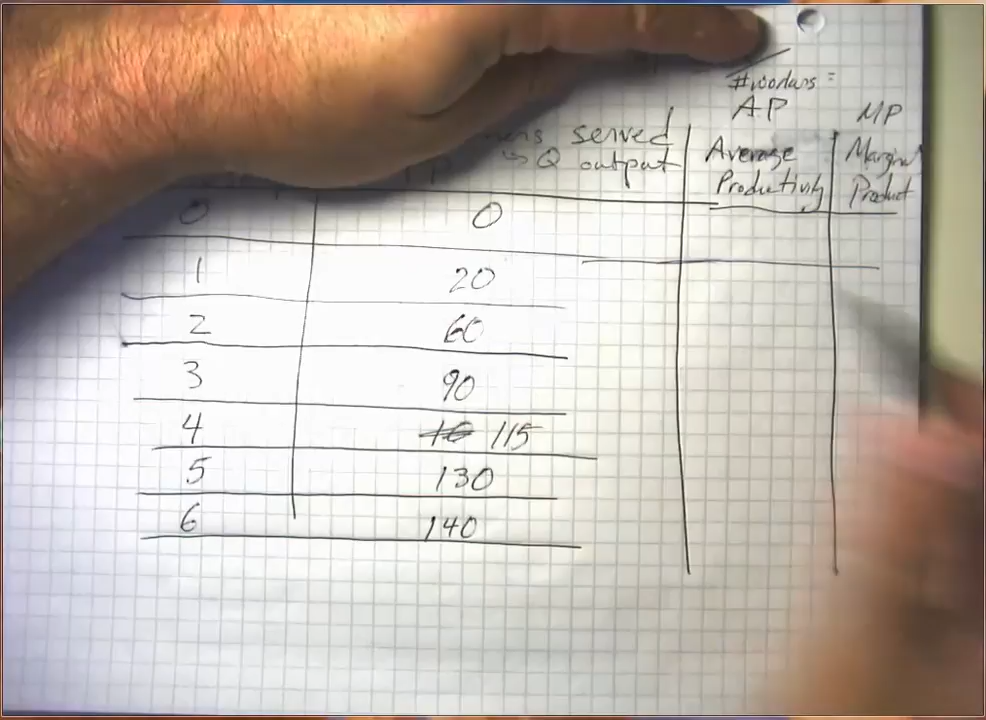 #workers =
AP MP
served
Q output Average Marginal
Productivity Product
0 0
1 20
2 60
3 90
4 115
5 130
6 140